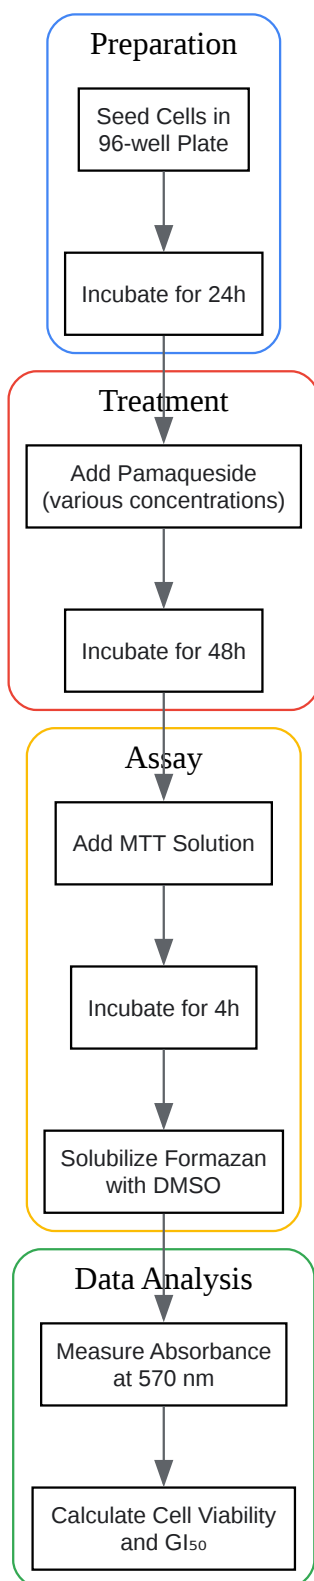 Preparation
Seed Cells in
96-well Plate
Incubate for 24h
Treatment
Add Pamaqueside
(various concentrations)
Incubate for 48h
Assay
Add MTT Solution
Incubate for 4h
Solubilize Formazan
with DMSO
Data Analysis
Measure Absorbance
at 570 nm
Calculate Cell Viability
and GI₅₀